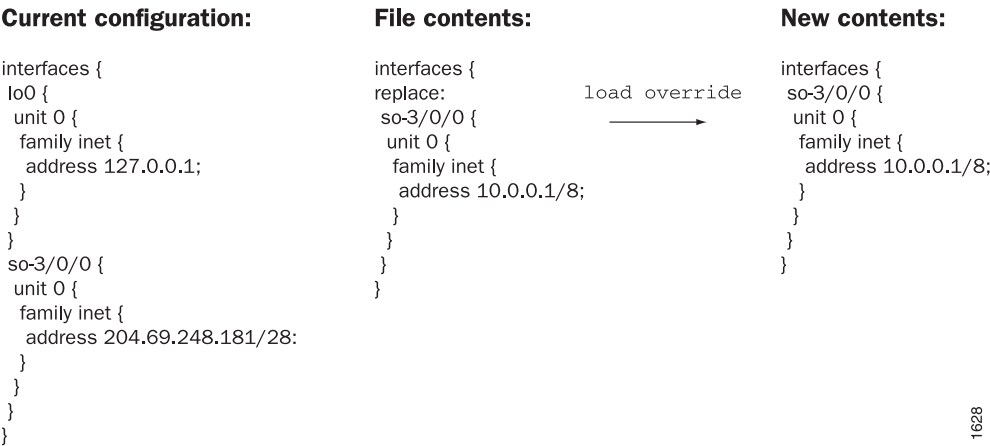 Current configuration:
interfaces {
lo0 {
unit 0 {
family inet {
address 127.0.0.1;
}
}
}
so-3/0/0 {
unit 0 {
family inet {
address 204.69.248.181/28:
}
}
}
}
File contents:
interfaces {
replace:
so-3/0/0 {
unit 0 {
family inet {
address 10.0.0.1/8;
}
}
}
}
load override
New contents:
interfaces {
so-3/0/0 {
unit 0 {
family inet {
address 10.0.0.1/8;
}
}
}
}
1628